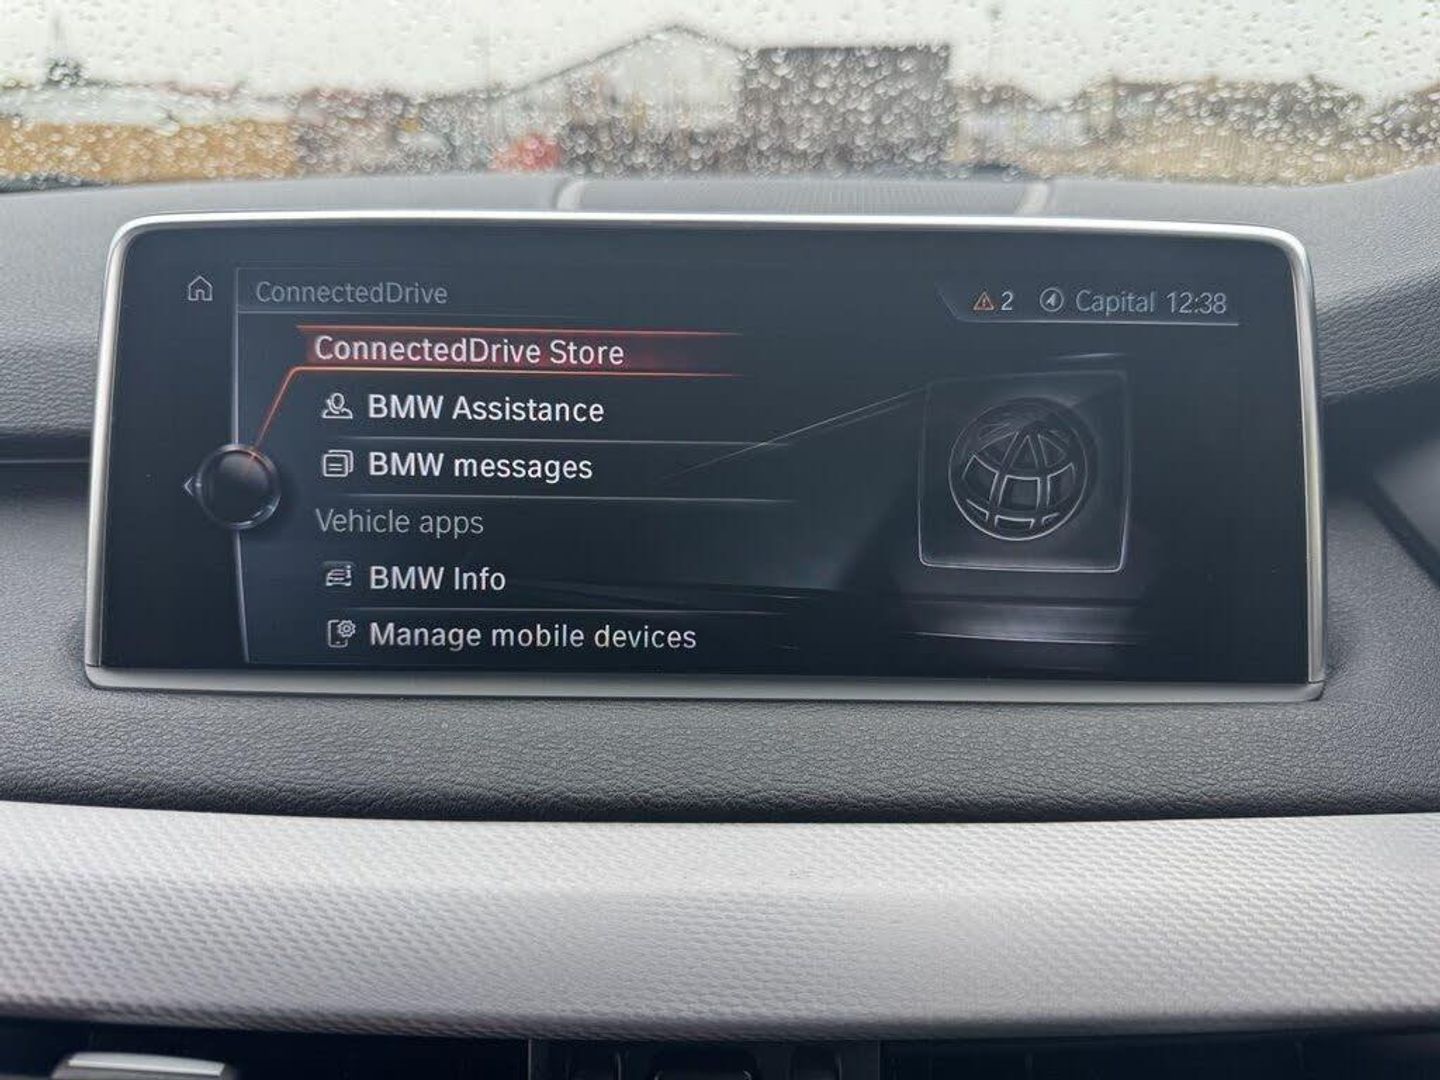 ConnectedDrive
2 Capital 12:38
ConnectedDrive Store
BMW Assistance
BMW messages
Vehicle apps
BMW Info
Manage mobile devices